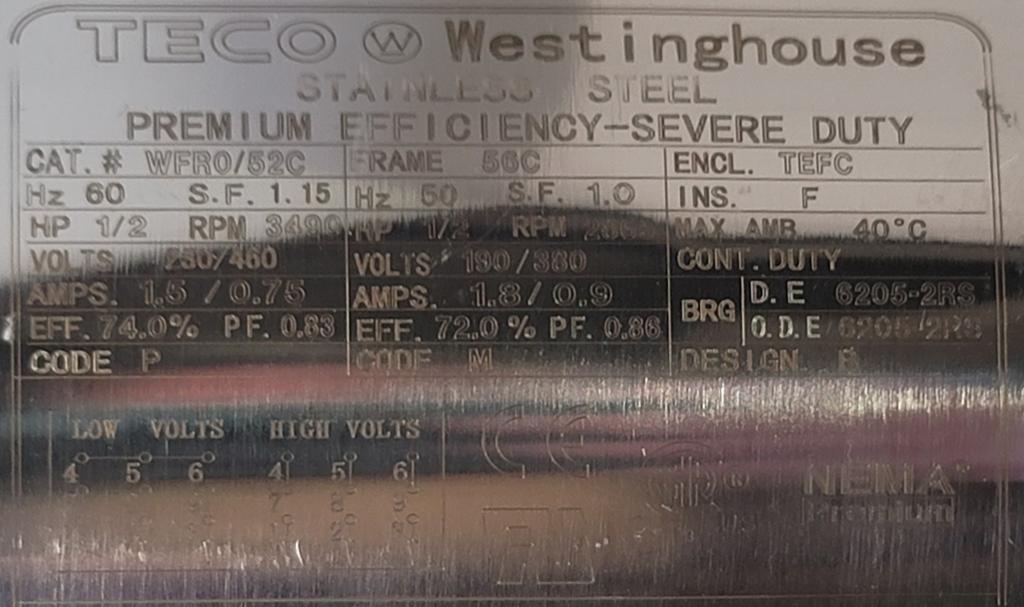 TECO W Westinghouse
STAINLESS STEEL
PREMIUM EFFICIENCY-SEVERE DUTY
CAT. # WFR0/52C FRAME 56C ENCL. TEFC
Hz 60 S.F. 1.15 Hz 50 S.F. 1.0 INS. F
HP 1/2 RPM 3490 HP 1/2 RPM MAX AMB. 40°C
VOLTS 230/460 VOLTS 190/380 CONT. DUTY
AMPS. 1.5 / 0.75 AMPS. 1.8 / 0.9 BRG D.E 6205-2RS
EFF. 74.0% PF. 0.83 EFF. 72.0 % PF. 0.86 O.D.E 6205-2RS
CODE P CODE M DESIGN B
LOW VOLTS HIGH VOLTS
4 5 6 4 5 6
CE
NEMA
Premium